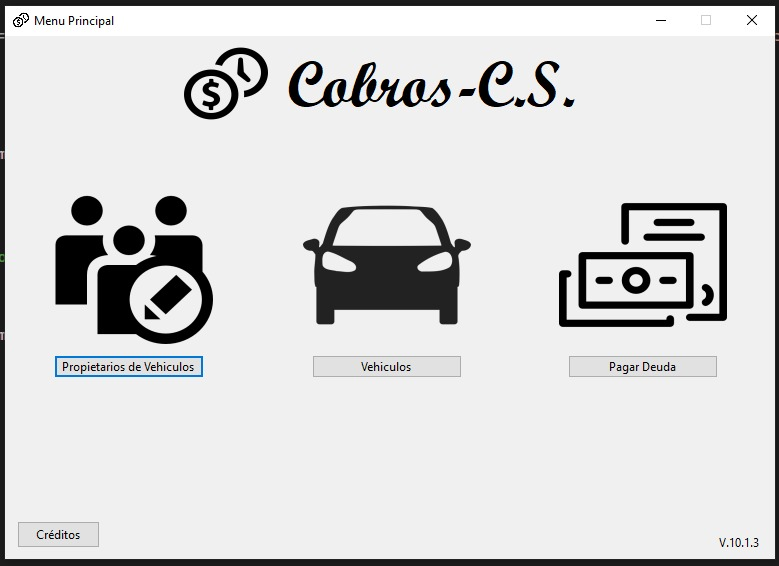 Menu Principal
$
Cobros-C.S.
Propietarios de Vehiculos
Vehiculos
Pagar Deuda
Créditos
V.10.1.3